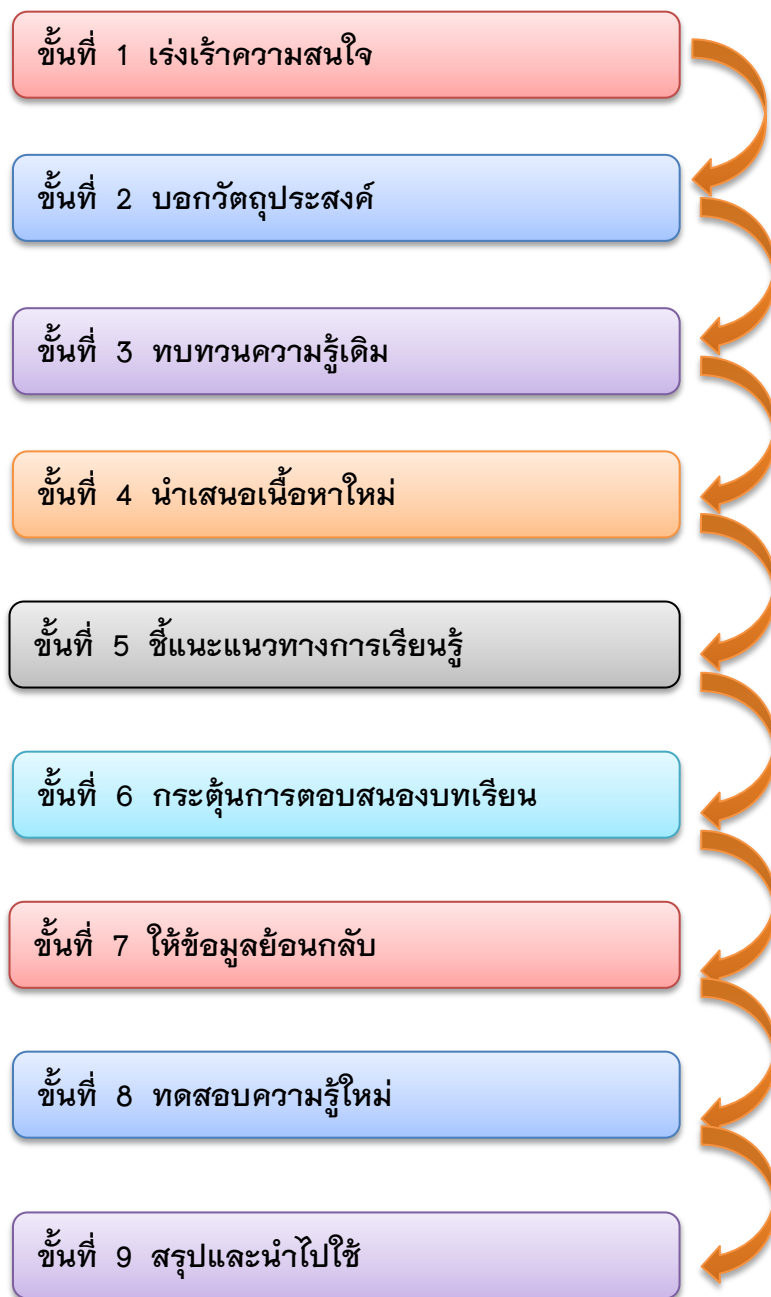 ขั้นที่ 1 เร่งเร้าความสนใจ
ขั้นที่ 2 บอกวัตถุประสงค์
ขั้นที่ 3 ทบทวนความรู้เดิม
ขั้นที่ 4 นำเสนอเนื้อหาใหม่
ขั้นที่ 5 ชี้แนะแนวทางการเรียนรู้
ขั้นที่ 6 กระตุ้นการตอบสนองบทเรียน
ขั้นที่ 7 ให้ข้อมูลย้อนกลับ
ขั้นที่ 8 ทดสอบความรู้ใหม่
ขั้นที่ 9 สรุปและนำไปใช้